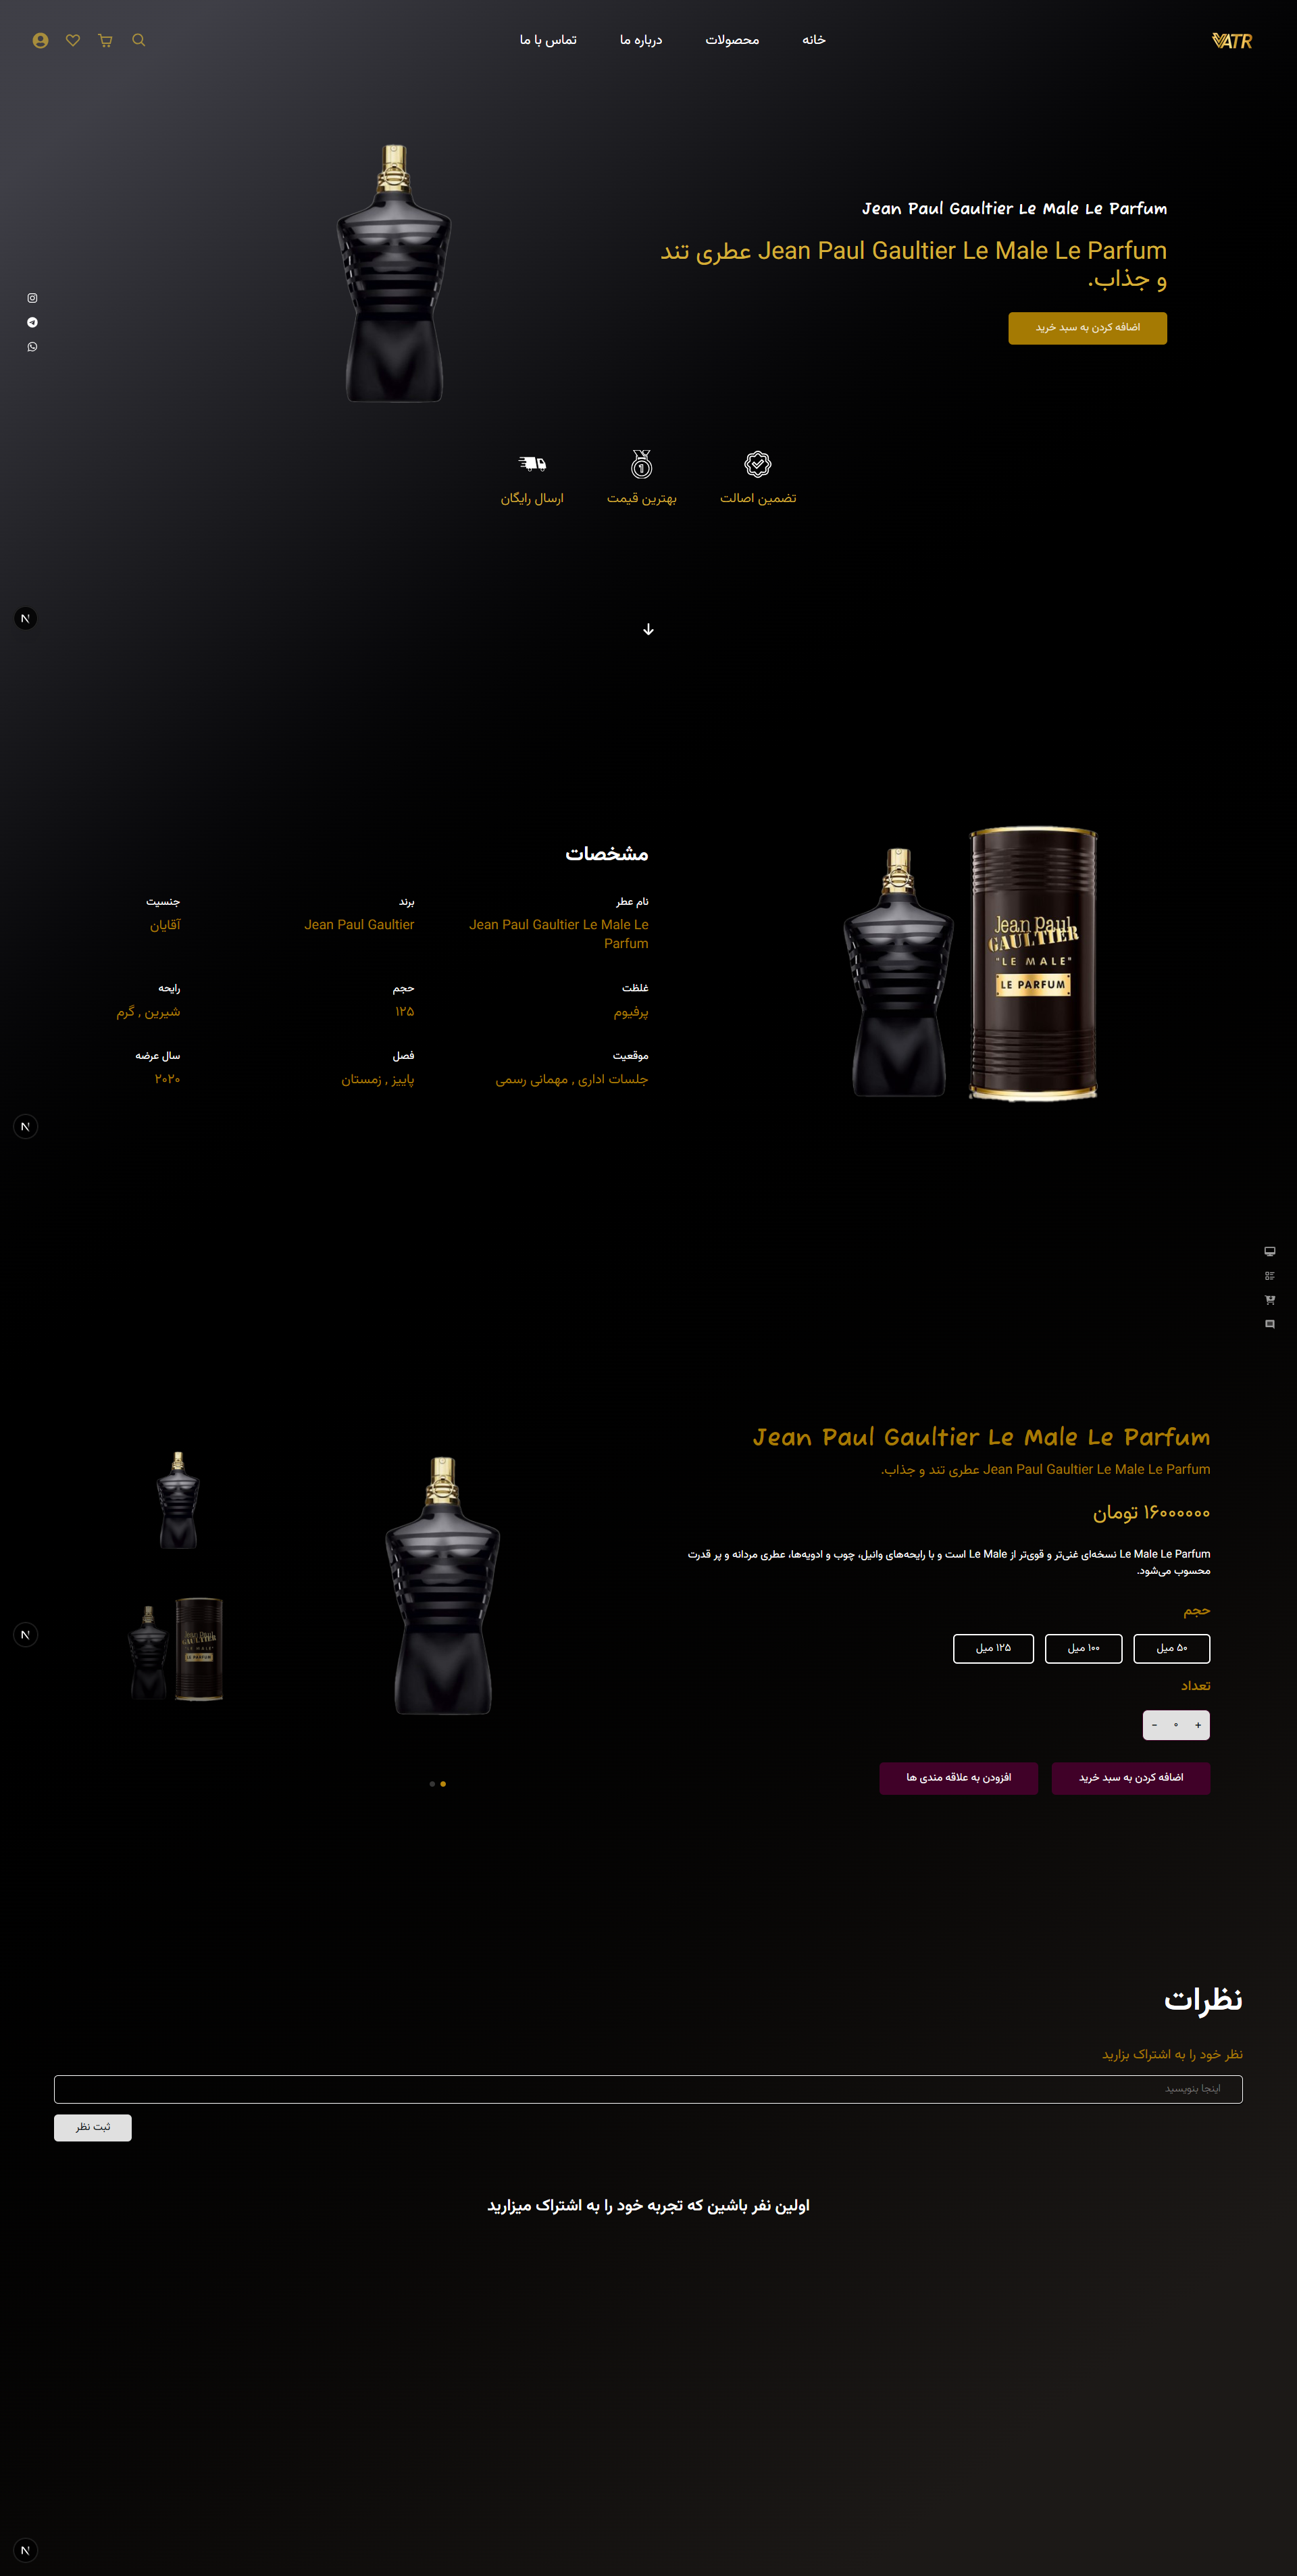 VATR
خانه
محصولات
درباره ما
تماس با ما
Jean Paul Gaultier Le Male Le Parfum
Jean Paul Gaultier Le Male Le Parfum عطری تند
و جذاب.
اضافه کردن به سبد خرید
تضمین اصالت
بهترین قیمت
ارسال رایگان
N
Jean Paul
GAULTIER
"LE MALE"
LE PARFUM
مشخصات
نام عطر
Jean Paul Gaultier Le Male Le
Parfum
برند
Jean Paul Gaultier
جنسیت
آقایان
غلظت
پرفیوم
حجم
۱۲۵
رایحه
شیرین , گرم
موقعیت
جلسات اداری , مهمانی رسمی
فصل
پاییز , زمستان
سال عرضه
۲۰۲۰
N
Jean Paul Gaultier Le Male Le Parfum
Jean Paul Gaultier Le Male Le Parfum عطری تند و جذاب.
۱۶۰۰۰۰۰۰ تومان
Le Male Le Parfum نسخه‌ای غنی‌تر و قوی‌تر از Le Male است و با رایحه‌های وانیل، چوب و ادویه‌ها، عطری مردانه و پر قدرت
محسوب می‌شود.
حجم
۵۰ میل
۱۰۰ میل
۱۲۵ میل
تعداد
+ ۰ -
اضافه کردن به سبد خرید
افزودن به علاقه مندی ها
Jean Paul
GAULTIER
"LE MALE"
LE PARFUM
N
نظرات
نظر خود را به اشتراک بزارید
اینجا بنویسید
ثبت نظر
اولین نفر باشین که تجربه خود را به اشتراک میزارید
N